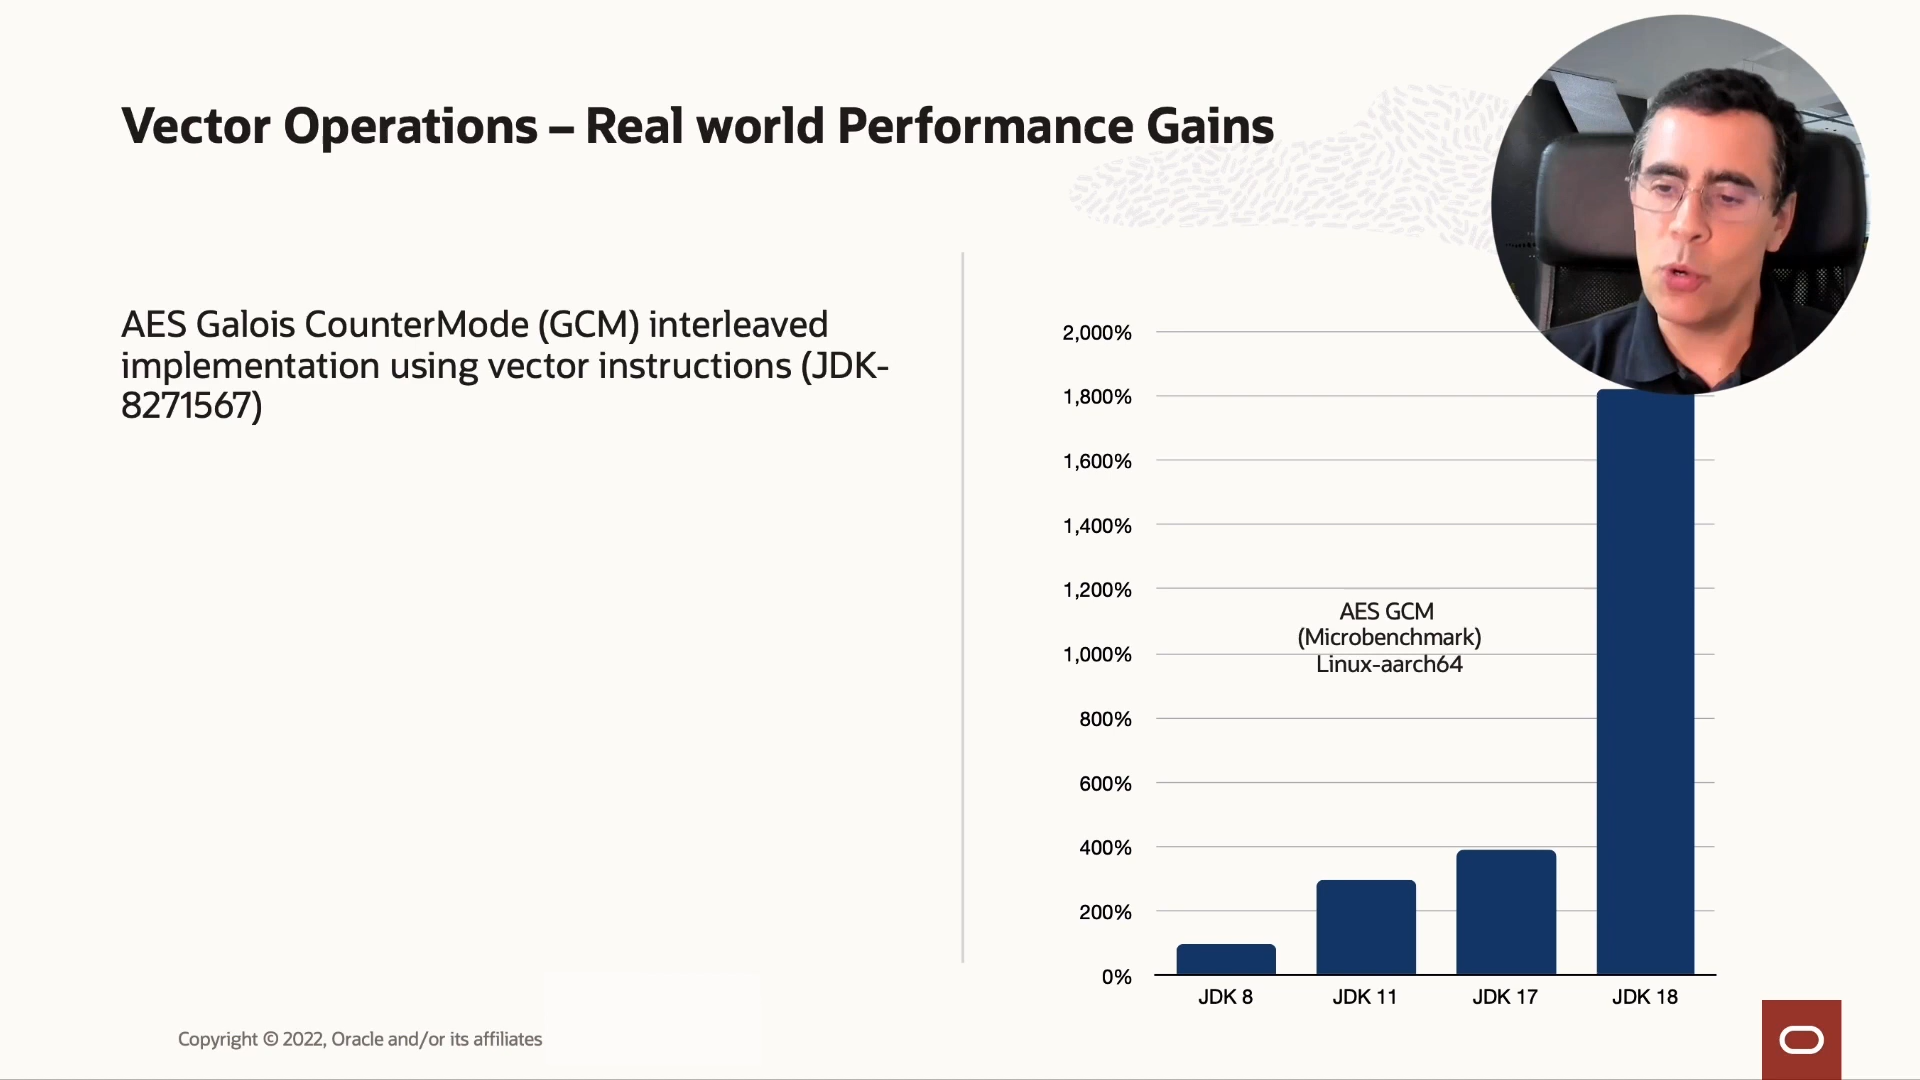 Vector Operations – Real world Performance Gains
AES Galois CounterMode (GCM) interleaved
implementation using vector instructions (JDK-
8271567)
2,000%
1,800%
1,600%
1,400%
1,200%
1,000%
800%
600%
400%
200%
0%
AES GCM
(Microbenchmark)
Linux-aarch64
JDK 8
JDK 11
JDK 17
JDK 18
Copyright © 2022, Oracle and/or its affiliates